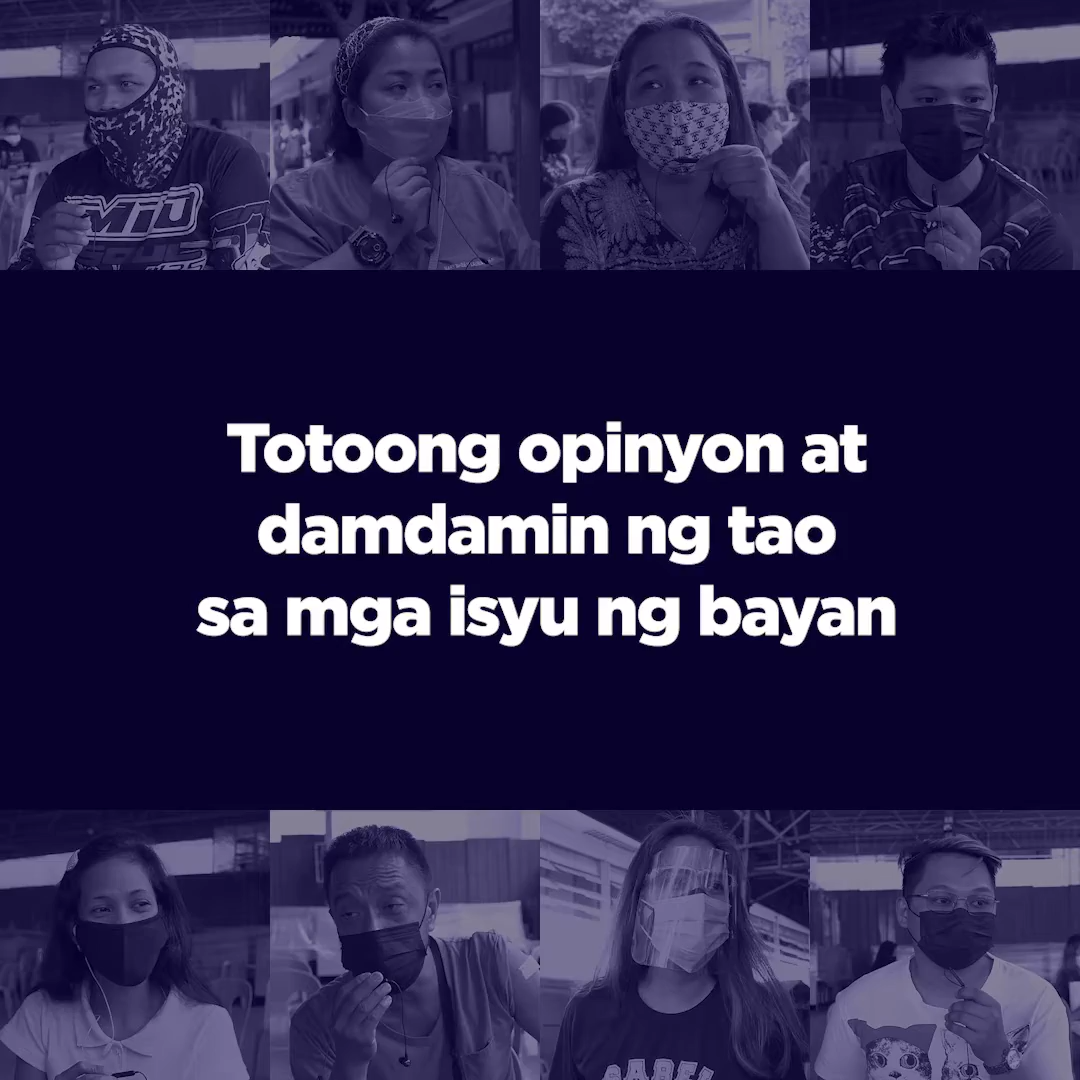 Totoong opinyon at
damdamin ng tao
sa mga isyu ng bayan